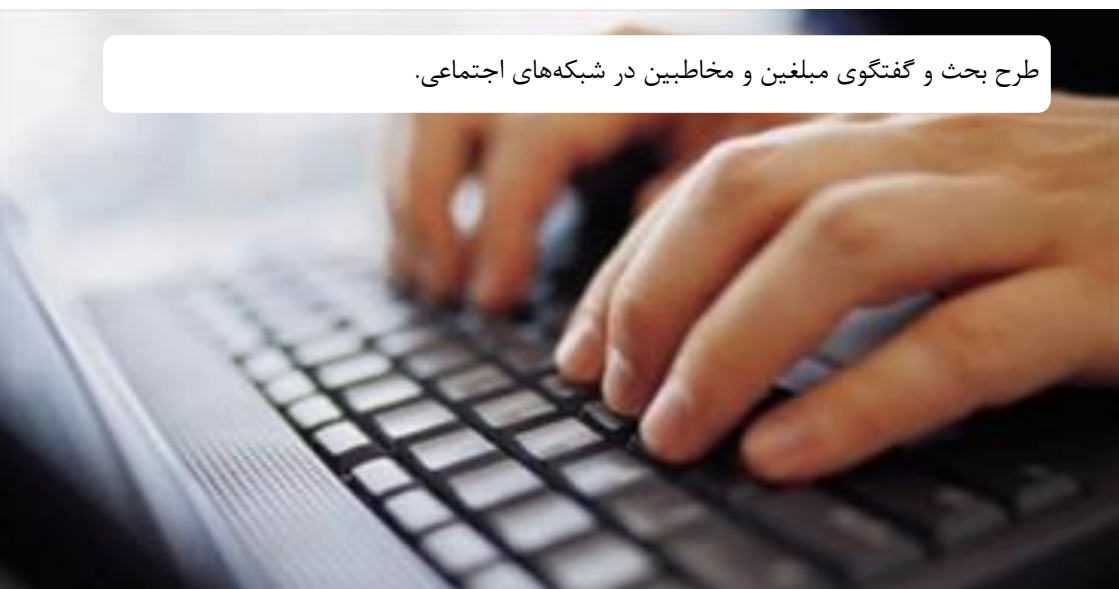 طرح بحث و گفتگوی مبلغین و مخاطبین در شبکه‌های اجتماعی.